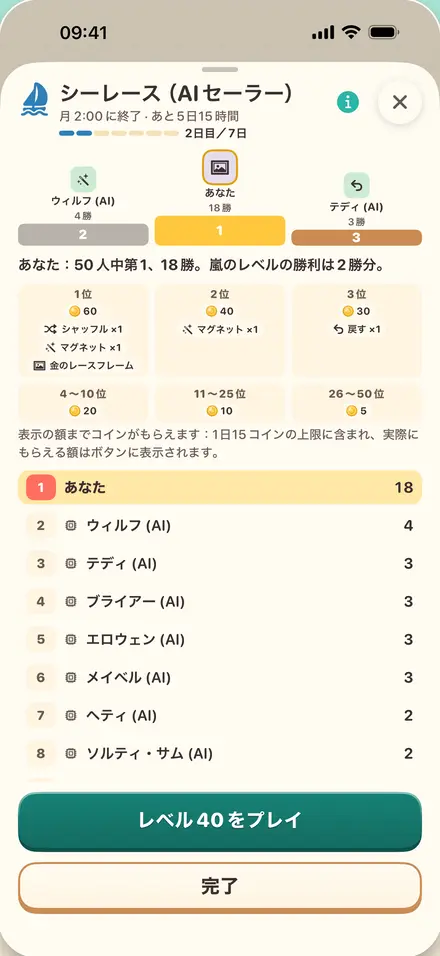 09:41
シーレース（AIセーラー）
月 2:00 に終了 · あと5日15時間
2日目／7日
ウィルフ (AI)
4勝
2
あなた
18勝
1
テディ (AI)
3勝
3
あなた：50人中第1、18勝。嵐のレベルの勝利は2勝分。
1位
60
シャッフル ×1
マグネット ×1
金のレースフレーム
2位
40
マグネット ×1
3位
30
戻す ×1
4〜10位
20
11〜25位
10
26〜50位
5
表示の額までコインがもらえます：1日15コインの上限に含まれ、実際に
もらえる額はボタンに表示されます。
1 あなた 18
2 ウィルフ (AI) 4
3 テディ (AI) 3
4 ブライアー (AI) 3
5 エロウェン (AI) 3
6 メイベル (AI) 3
7 ヘティ (AI) 2
8 ソルティ・サム (AI) 2
レベル40をプレイ
完了